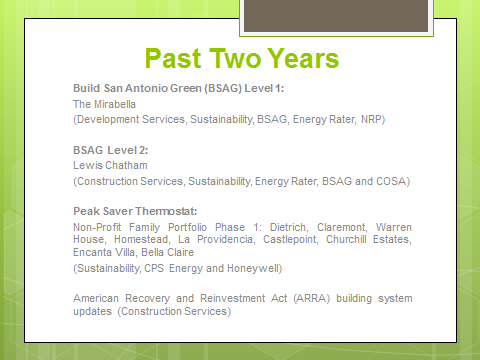 Past Two Years
Build San Antonio Green (BSAG) Level 1:
The Mirabella
(Development Services, Sustainability, BSAG, Energy Rater, NRP)
BSAG Level 2:
Lewis Chatham
(Construction Services, Sustainability, Energy Rater, BSAG and COSA)
Peak Saver Thermostat:
Non-Profit Family Portfolio Phase 1: Dietrich, Claremont, Warren
House, Homestead, La Providencia, Castlepoint, Churchill Estates,
Encanta Villa, Bella Claire
(Sustainability, CPS Energy and Honeywell)
American Recovery and Reinvestment Act (ARRA) building system
updates (Construction Services)